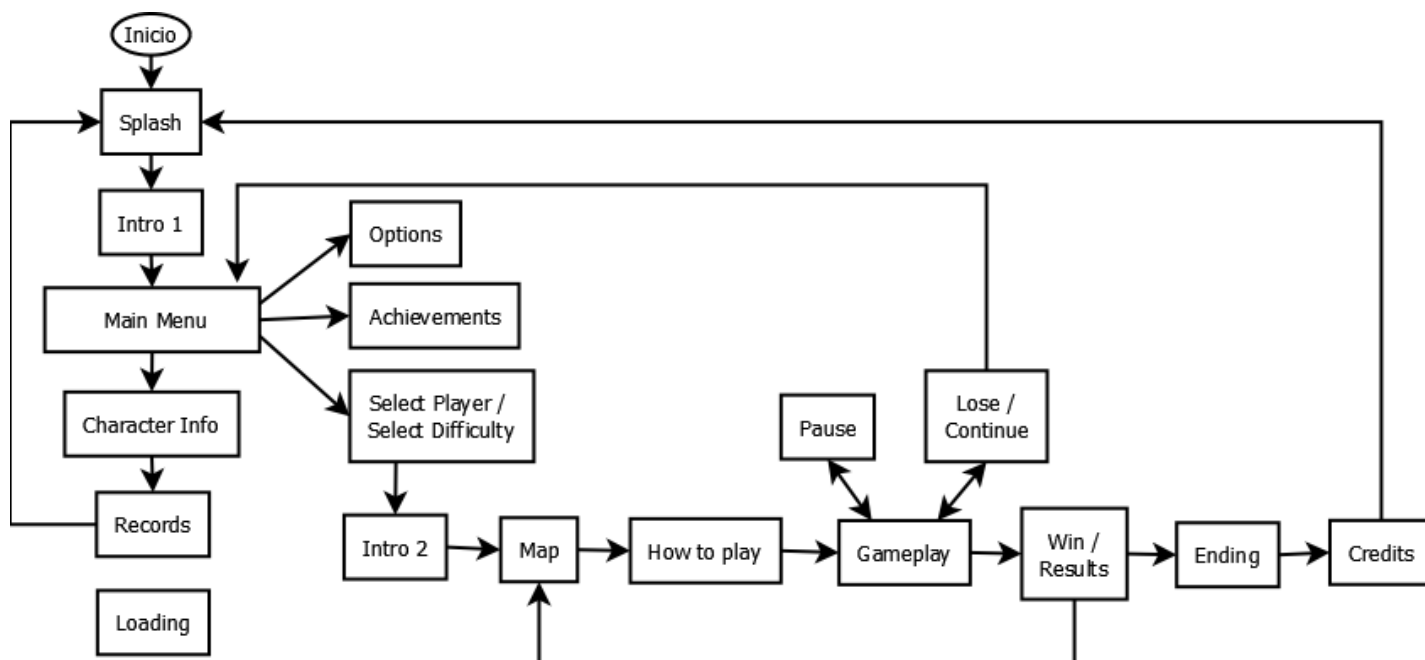 Inicio
Splash
Intro 1
Options
Main Menu
Achievements
Character Info
Select Player /
Select Difficulty
Pause
Lose /
Continue
Records
Intro 2
Map
How to play
Gameplay
Win /
Results
Ending
Credits
Loading